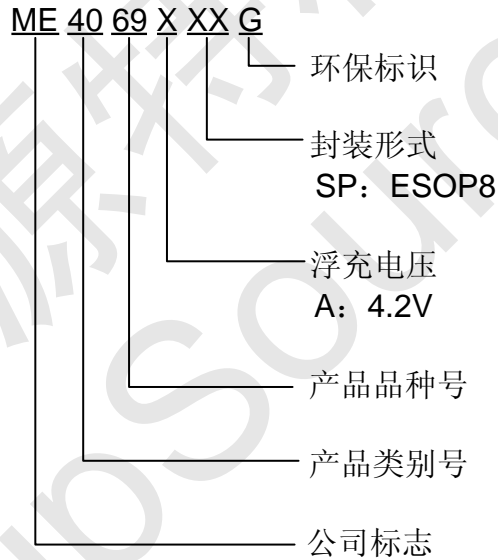 ME 40 69 X XX G
环保标识
封装形式
SP：ESOP8
浮充电压
A：4.2V
产品品种号
产品类别号
公司标志